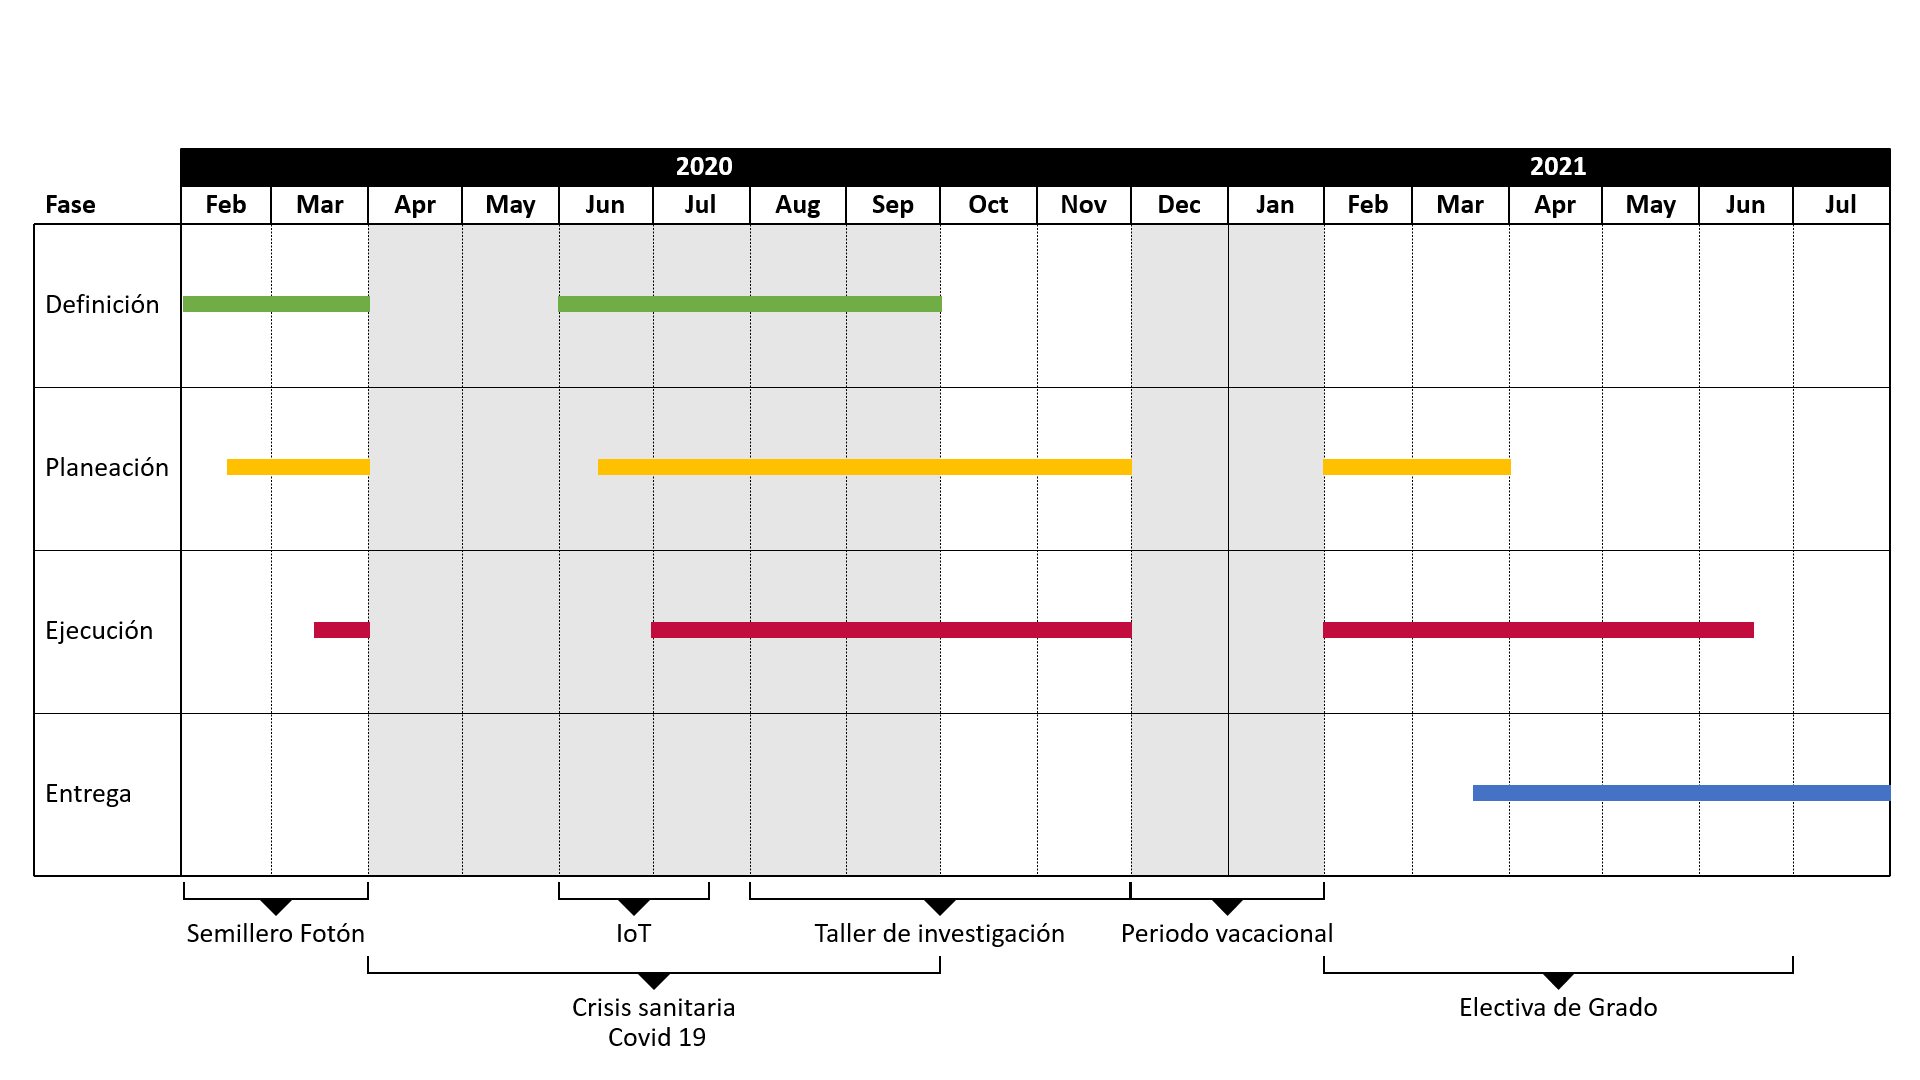 2020 2021
Fase Feb Mar Apr May Jun Jul Aug Sep Oct Nov Dec Jan Feb Mar Apr May Jun Jul
Definición
Planeación
Ejecución
Entrega
Semillero Fotón IoT Taller de investigación Periodo vacacional
Crisis sanitaria Electiva de Grado
Covid 19